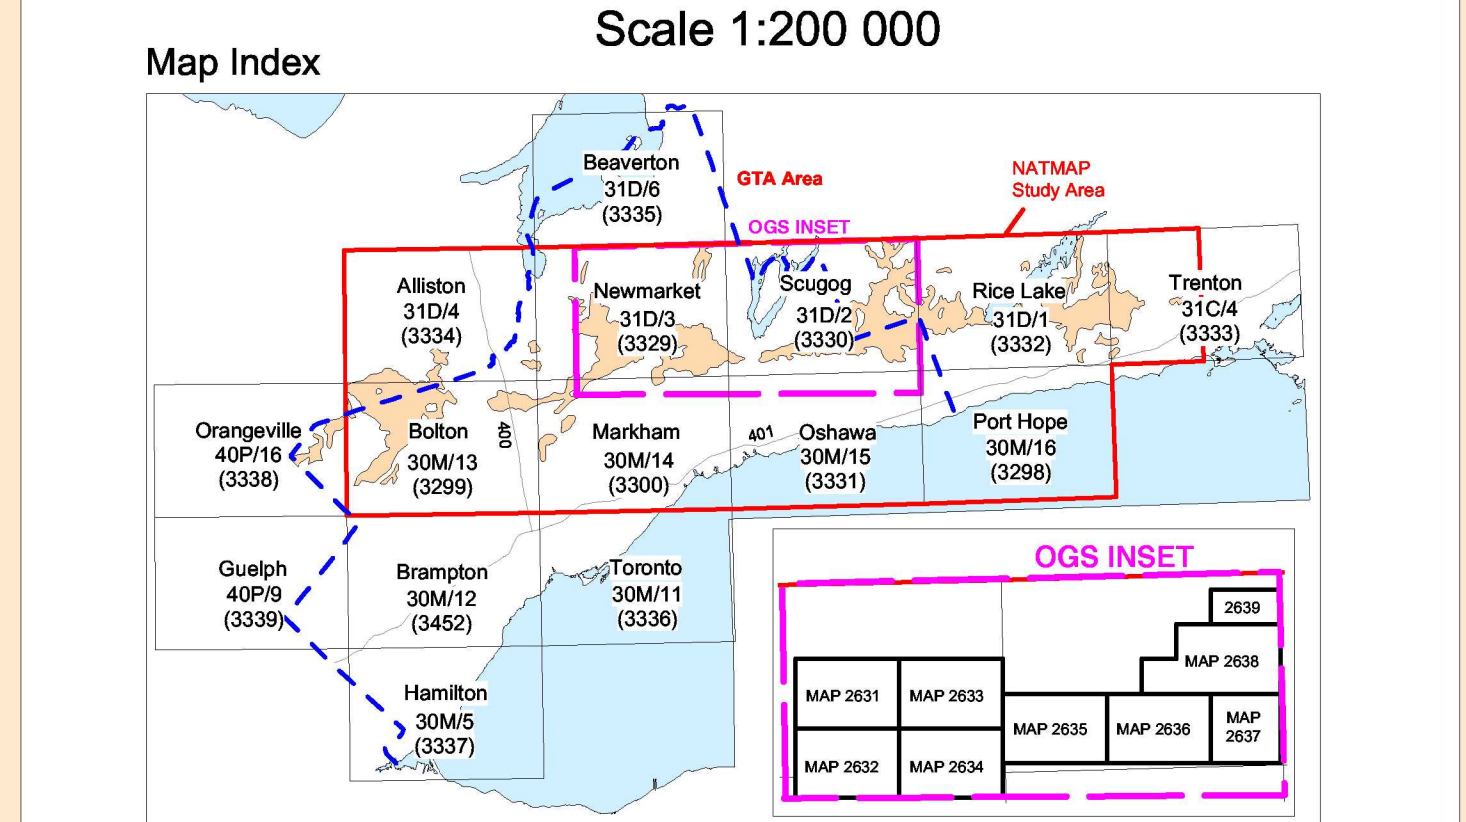 Scale 1:200 000
Map Index
Beaverton
31D/6
(3335)
GTA Area
NATMAP
Study Area
OGS INSET
Alliston
31D/4
(3334)
Newmarket
31D/3
(3329)
Scugog
31D/2
(3330)
Rice Lake
31D/1
(3332)
Trenton
31C/4
(3333)
Orangeville
40P/16
(3338)
Bolton
30M/13
(3299)
400
Markham
30M/14
(3300)
401
Oshawa
30M/15
(3331)
Port Hope
30M/16
(3298)
Guelph
40P/9
(3339)
Brampton
30M/12
(3452)
Toronto
30M/11
(3336)
Hamilton
30M/5
(3337)
OGS INSET
2639
MAP 2638
MAP 2631
MAP 2633
MAP 2635
MAP 2636
MAP
2637
MAP 2632
MAP 2634